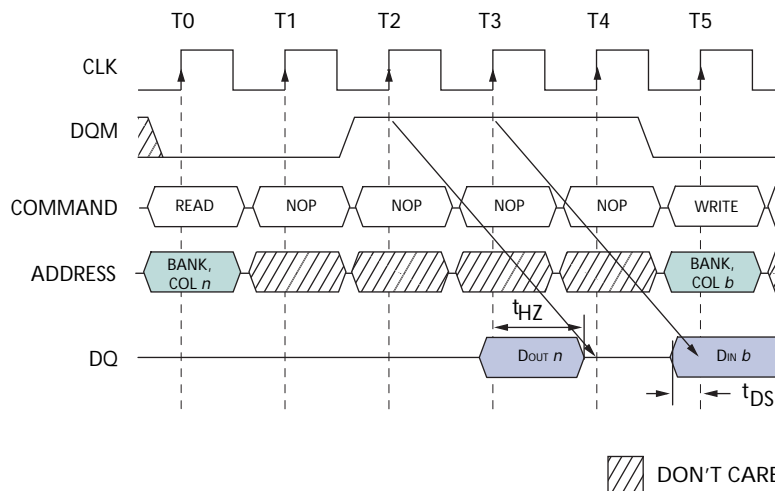 T0 T1 T2 T3 T4 T5
CLK
DQM
COMMAND READ NOP NOP NOP NOP WRITE
ADDRESS BANK, COL n BANK, COL b
tHZ
DQ DOUT n DIN b
tDS
DON'T CARE